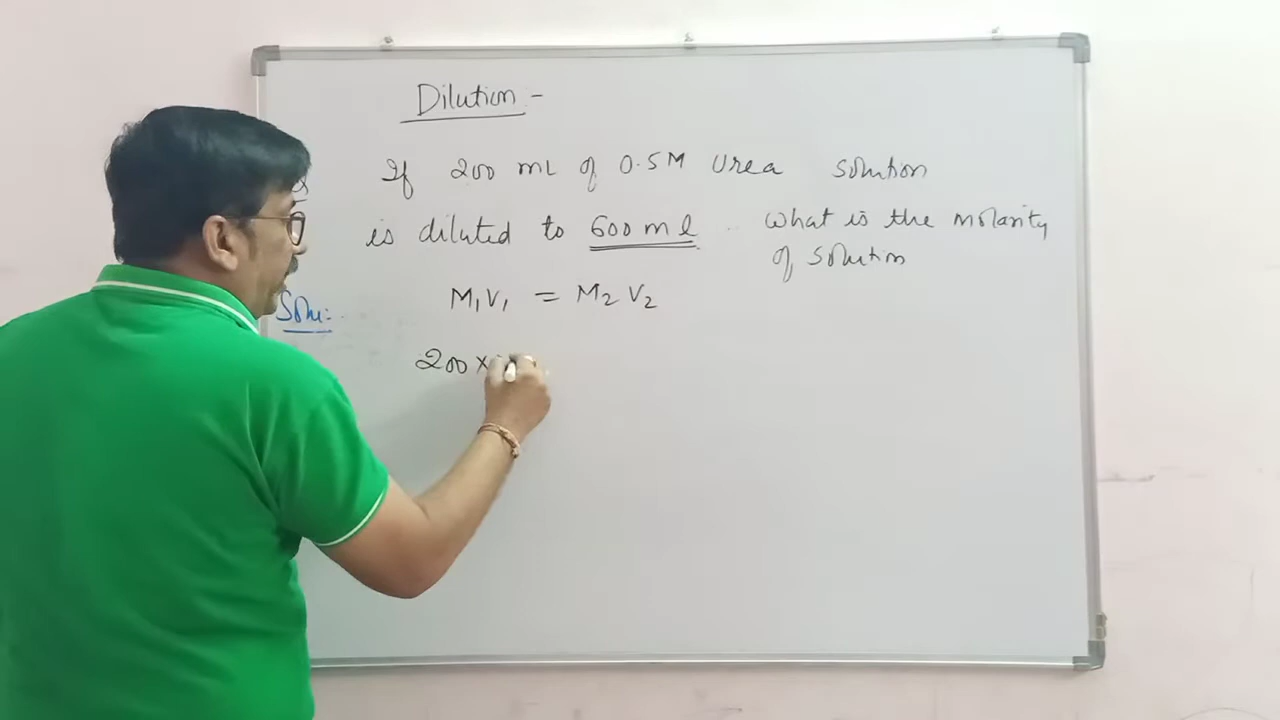 Dilution -
If 200 ml of 0.5M Urea solution
is diluted to 600 ml .. what is the molarity
of solution
Solu:-
M₁V₁ = M₂V₂
200 ×